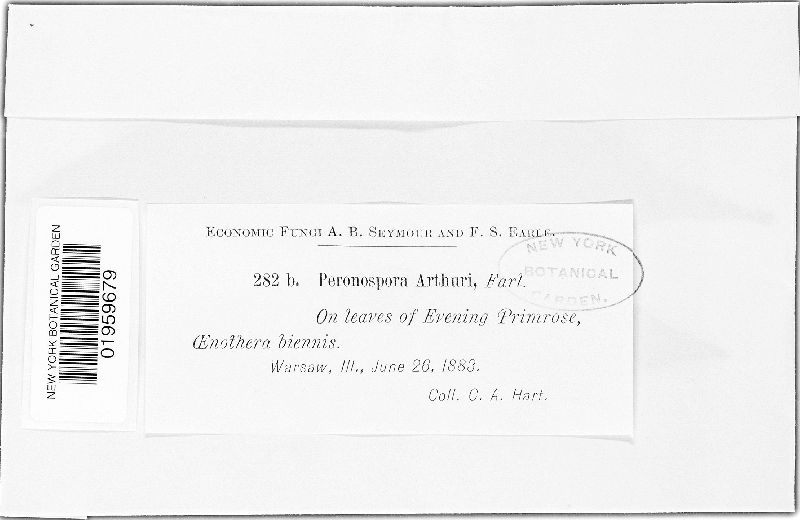 ECONOMIC FUNGI A. B. SEYMOUR AND F. S. EARLE.
282 b. Peronospora Arthuri, Farl.
On leaves of Evening Primrose,
Œnothera biennis.
Warsaw, Ill., June 26, 1883.
Coll. C. A. Hart.
NEW YORK
BOTANICAL
GARDEN.
NEW YORK BOTANICAL GARDEN
01959679